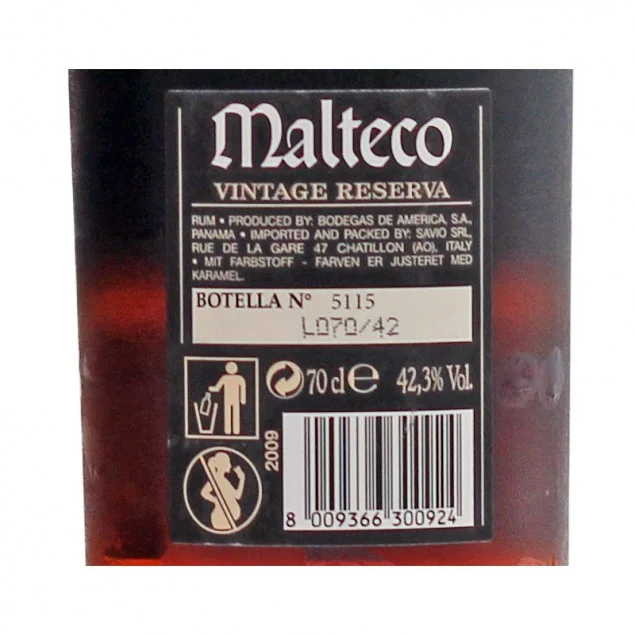 Malteco
VINTAGE RESERVA
RUM • PRODUCED BY: BODEGAS DE AMERICA S.A,
PANAMA • IMPORTED AND PACKED BY: SAVIO SRL,
RUE DE LA GARE 47 CHATILLON (AO), ITALY
• MIT FARBSTOFF - FARVEN ER JUSTERET MED
KARAMEL.
BOTELLA Nº 5115
L070/42
70 cl e 42,3% Vol.
2009
8 009366 300924